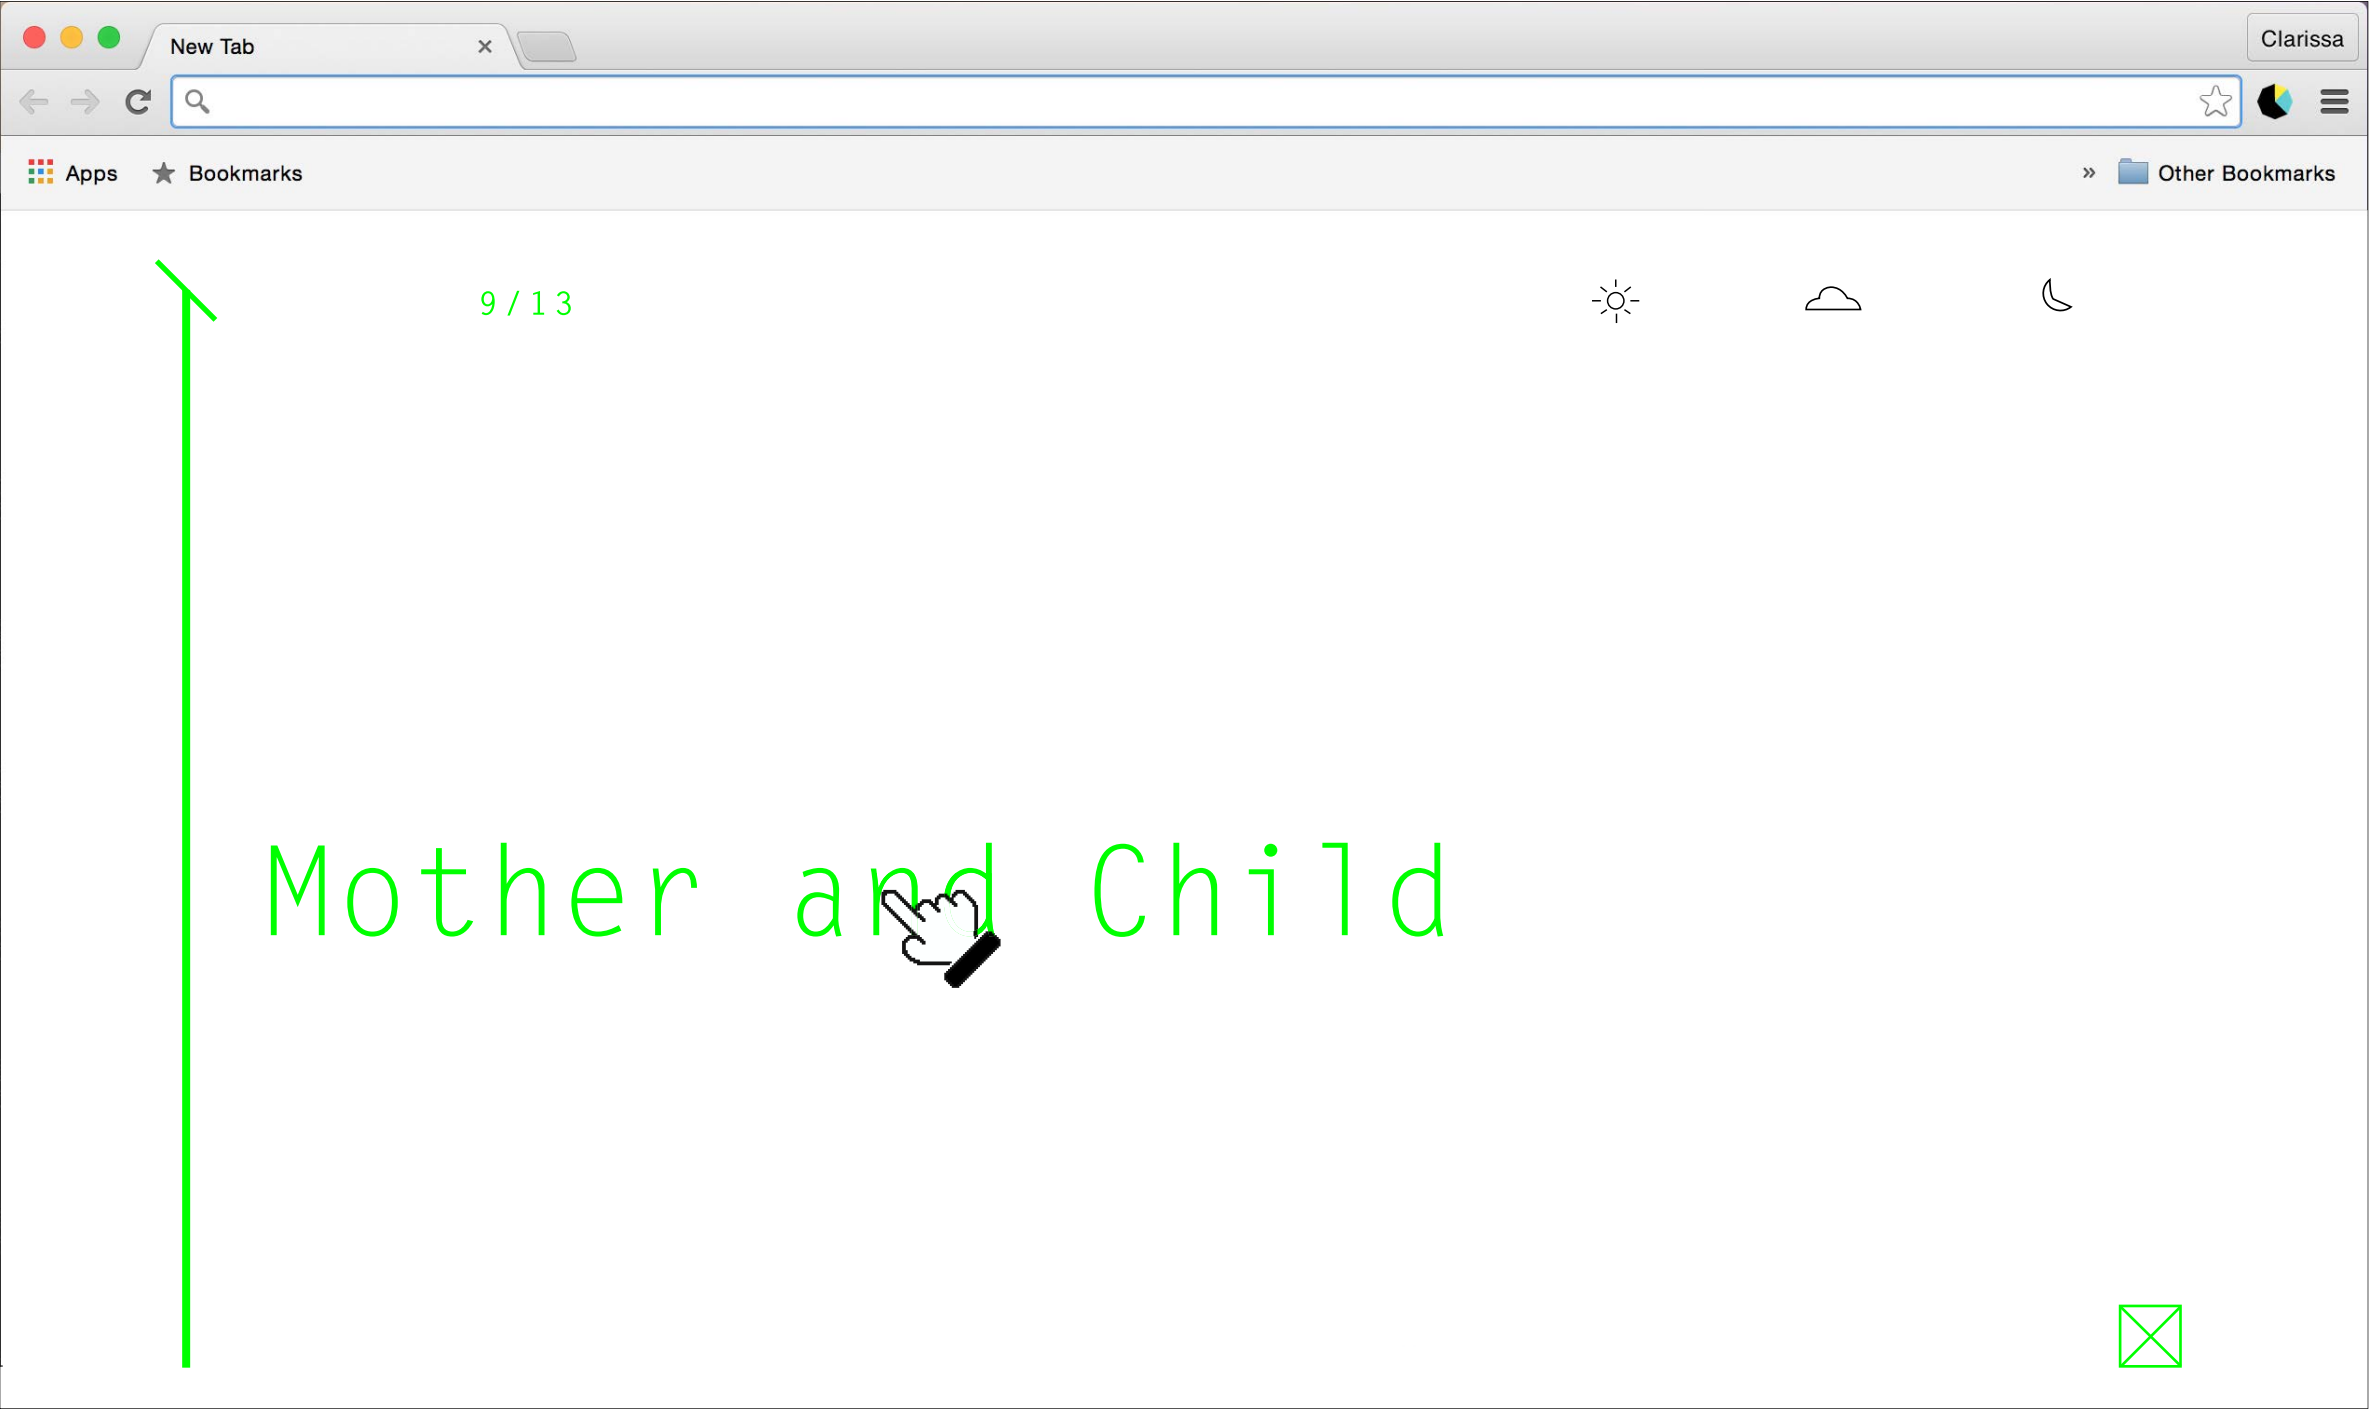 New Tab
Clarissa
Apps
Bookmarks
» Other Bookmarks
9/13
Mother and Child